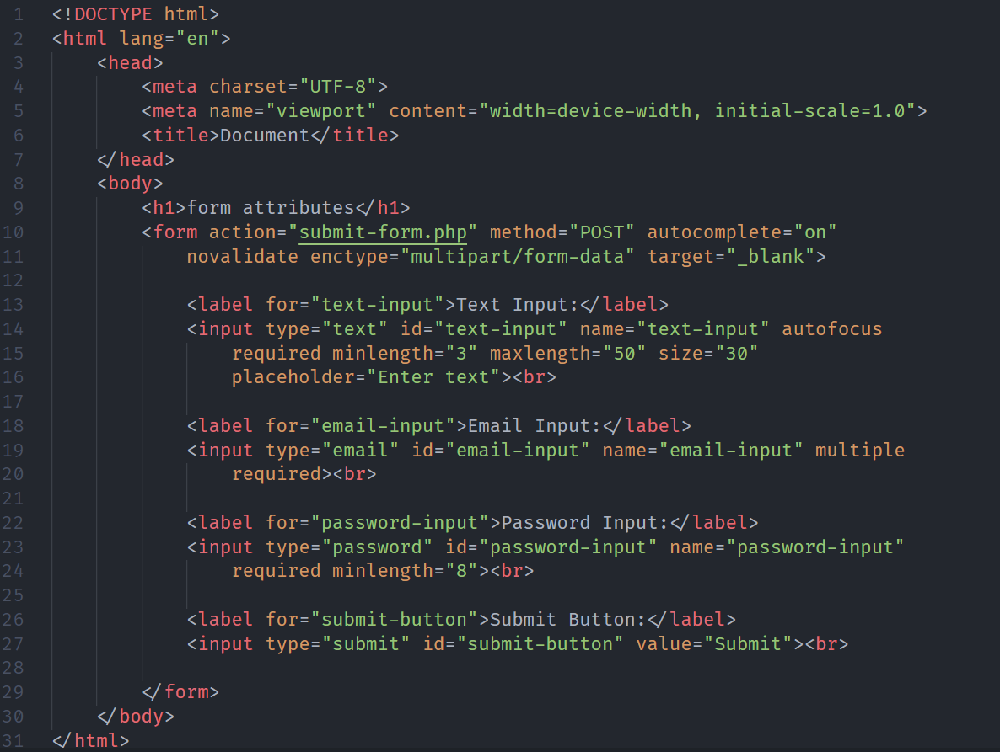 1 <!DOCTYPE html>
2 <html lang="en">
3 <head>
4 <meta charset="UTF-8">
5 <meta name="viewport" content="width=device-width, initial-scale=1.0">
6 <title>Document</title>
7 </head>
8 <body>
9 <h1>form attributes</h1>
10 <form action="submit-form.php" method="POST" autocomplete="on"
11 novalidate enctype="multipart/form-data" target="_blank">
12
13 <label for="text-input">Text Input:</label>
14 <input type="text" id="text-input" name="text-input" autofocus
15 required minlength="3" maxlength="50" size="30"
16 placeholder="Enter text"><br>
17
18 <label for="email-input">Email Input:</label>
19 <input type="email" id="email-input" name="email-input" multiple
20 required><br>
21
22 <label for="password-input">Password Input:</label>
23 <input type="password" id="password-input" name="password-input"
24 required minlength="8"><br>
25
26 <label for="submit-button">Submit Button:</label>
27 <input type="submit" id="submit-button" value="Submit"><br>
28
29 </form>
30 </body>
31 </html>